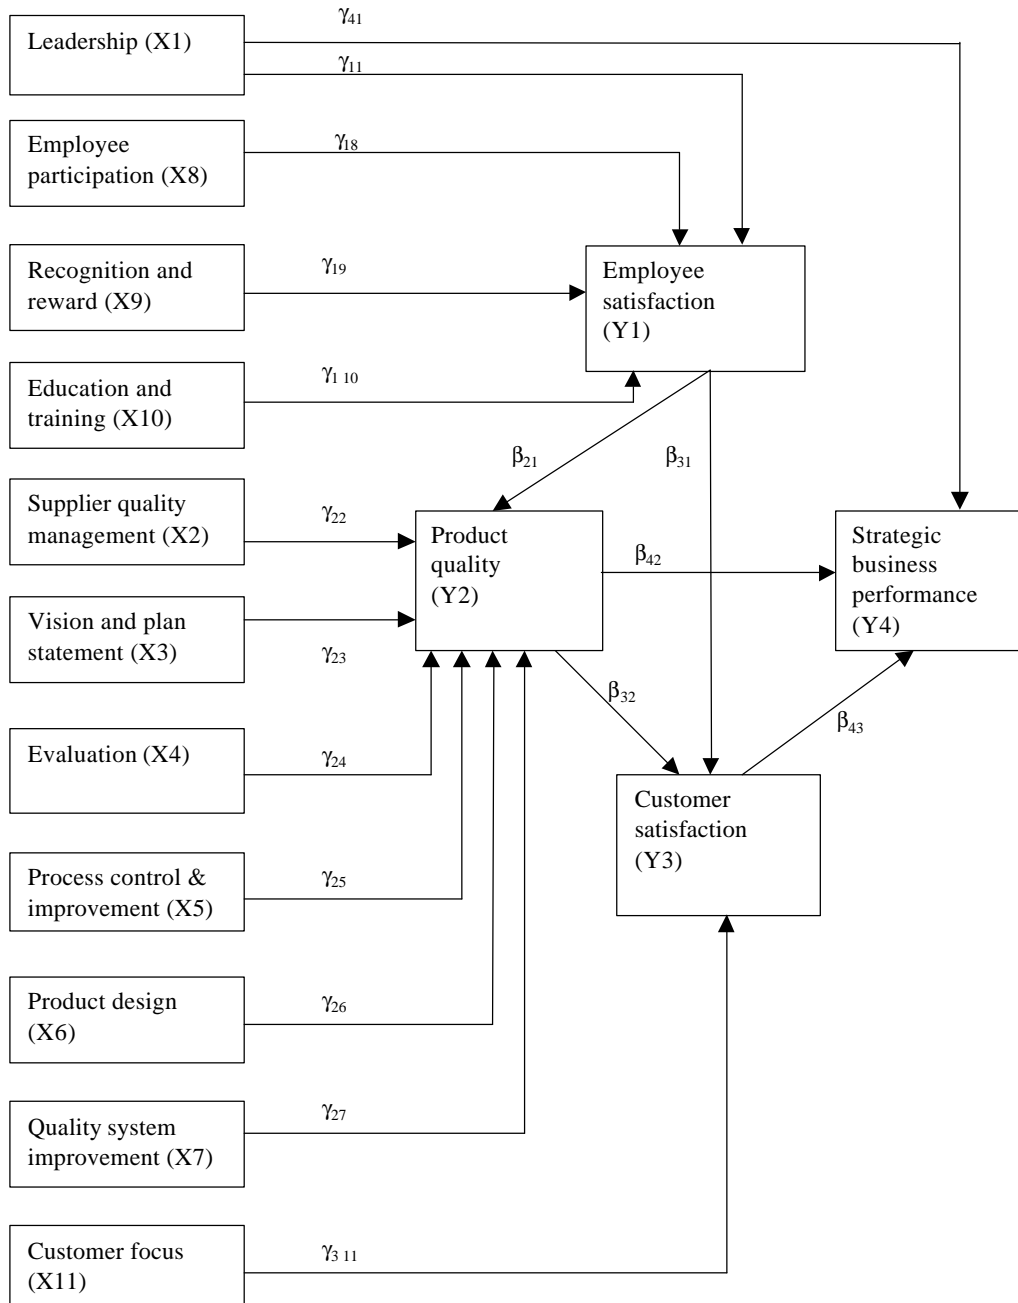 γ41
Leadership (X1)
γ11
Employee
participation (X8)
γ18
Recognition and
reward (X9)
γ19
Employee
satisfaction
(Y1)
Education and
training (X10)
γ1 10
β21
β31
Supplier quality
management (X2)
γ22
Product
quality
(Y2)
β42
Strategic
business
performance
(Y4)
Vision and plan
statement (X3)
γ23
β32
β43
Evaluation (X4)
γ24
Customer
satisfaction
(Y3)
Process control &
improvement (X5)
γ25
Product design
(X6)
γ26
Quality system
improvement (X7)
γ27
Customer focus
(X11)
γ3 11